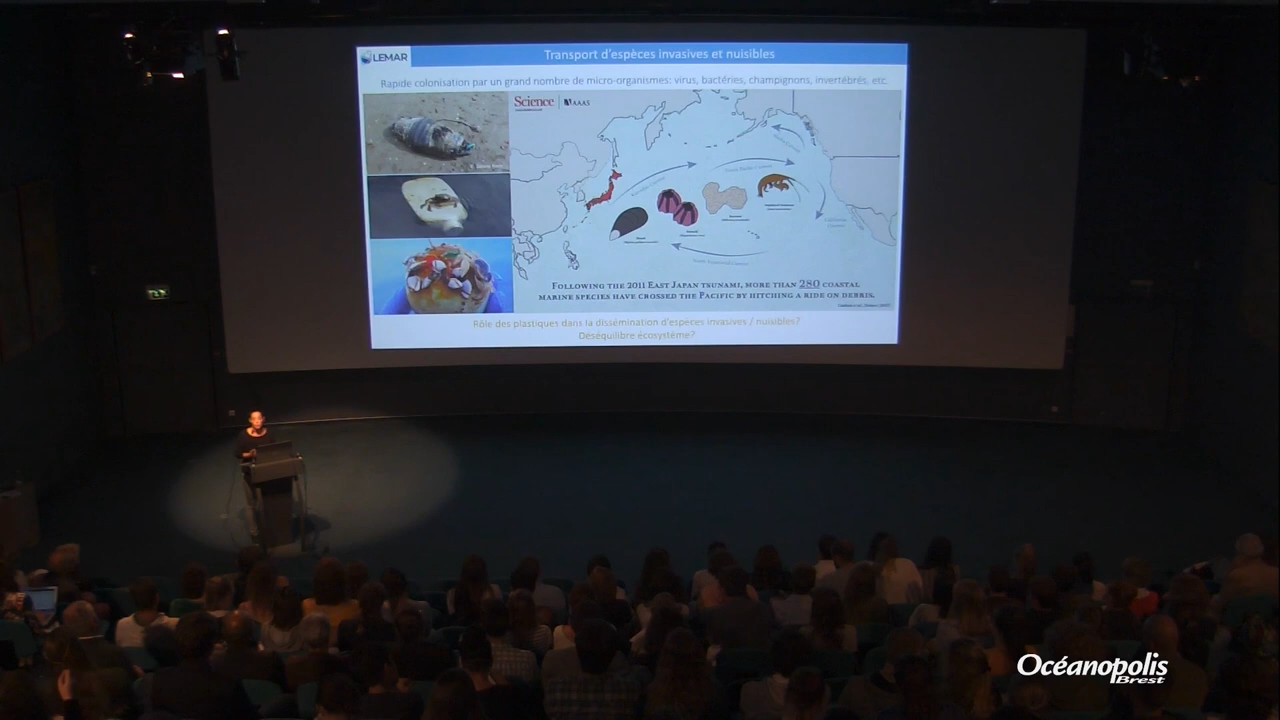 LEMAR
Transport d'espèces invasives et nuisibles
Rapide colonisation par un grand nombre de micro-organismes: virus, bactéries, champignons, invertébrés, etc.
Science
AAAS
FOLLOWING THE 2011 EAST JAPAN TSUNAMI, MORE THAN 280 COASTAL
MARINE SPECIES HAVE CROSSED THE PACIFIC BY HITCHING A RIDE ON DEBRIS.
Rôle des plastiques dans la dissémination d'espèces invasives / nuisibles?
Déséquilibre écosystème?
Océanopolis
Brest